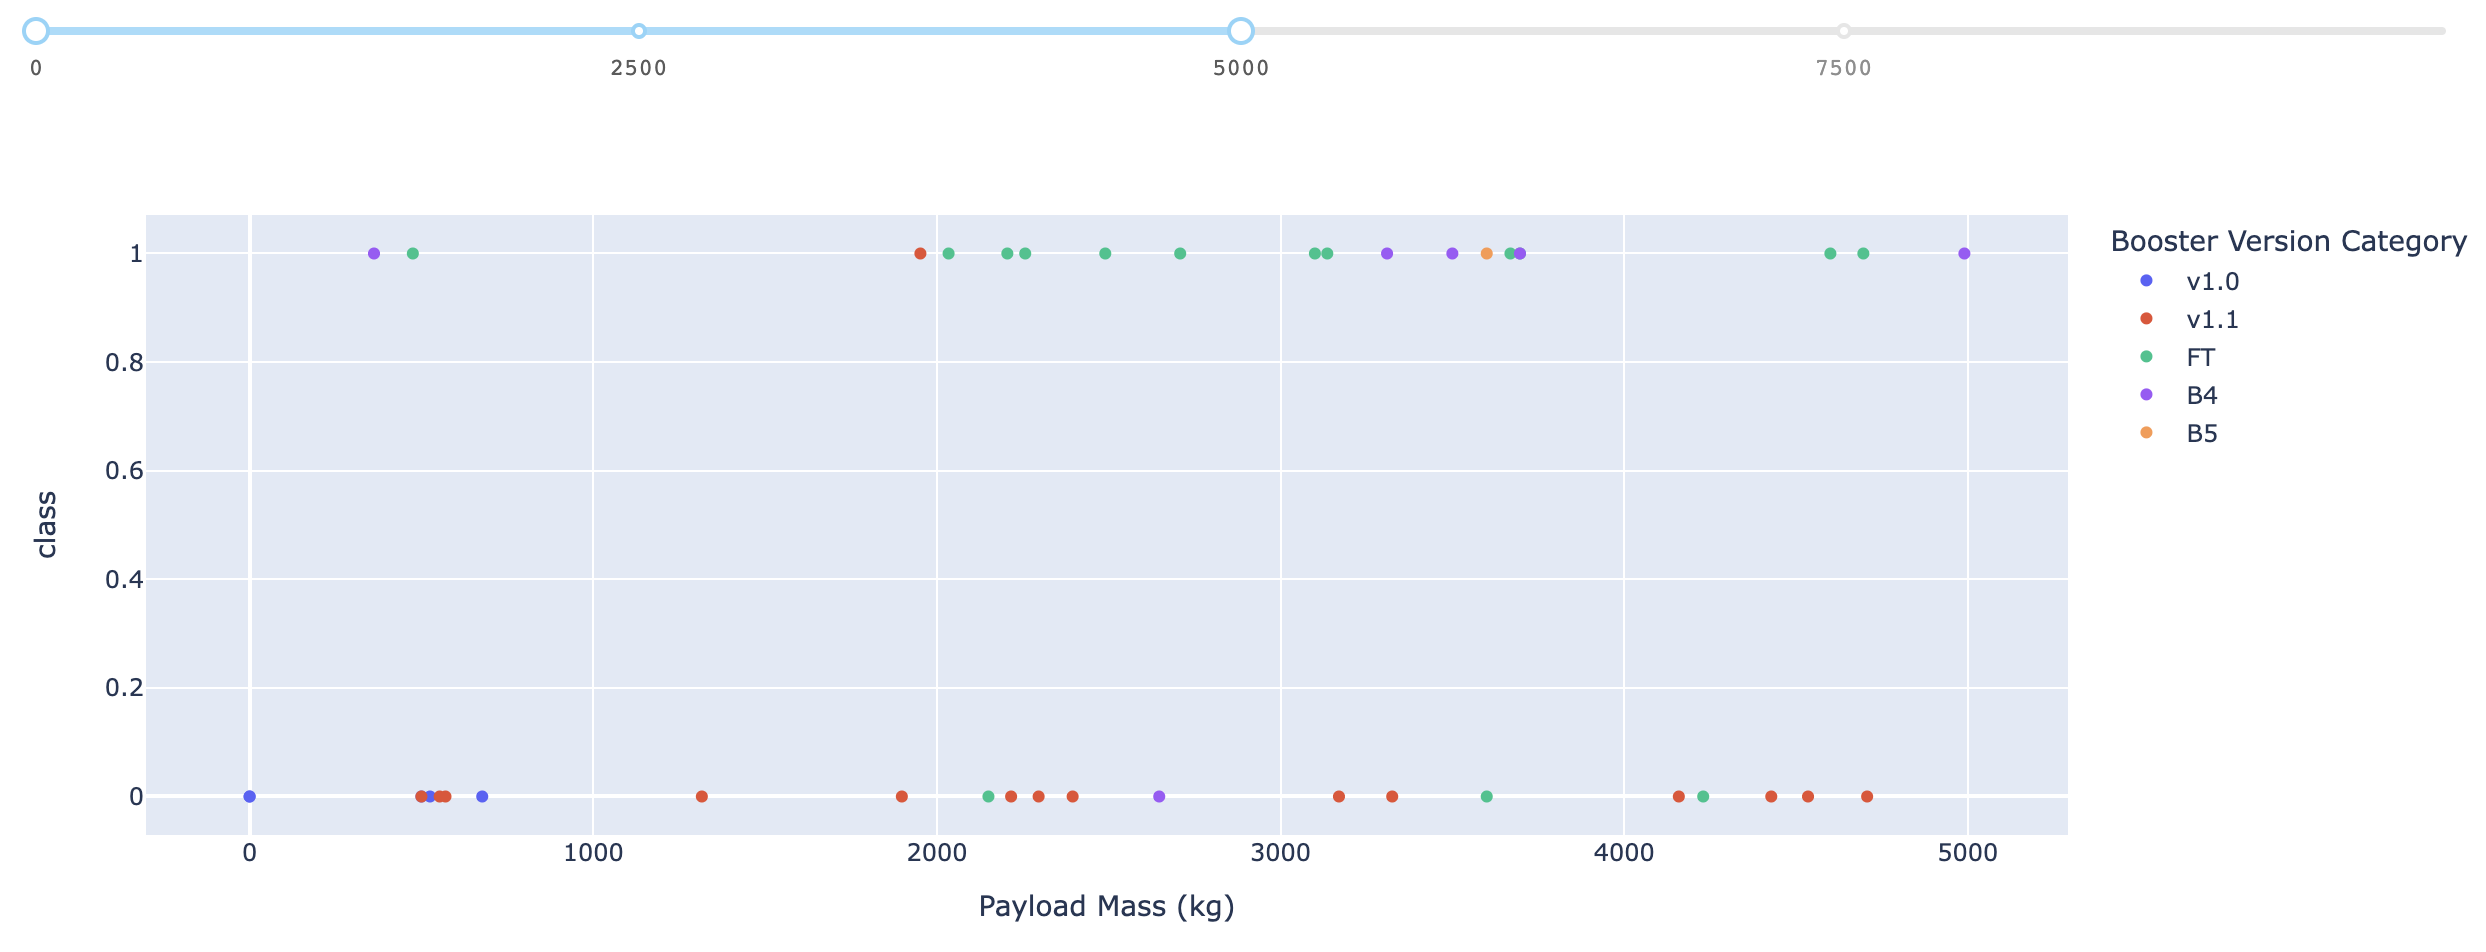 0 2500 5000 7500
Booster Version Category
v1.0
v1.1
FT
B4
B5
1
0.8
0.6
0.4
0.2
0
class
0 1000 2000 3000 4000 5000
Payload Mass (kg)